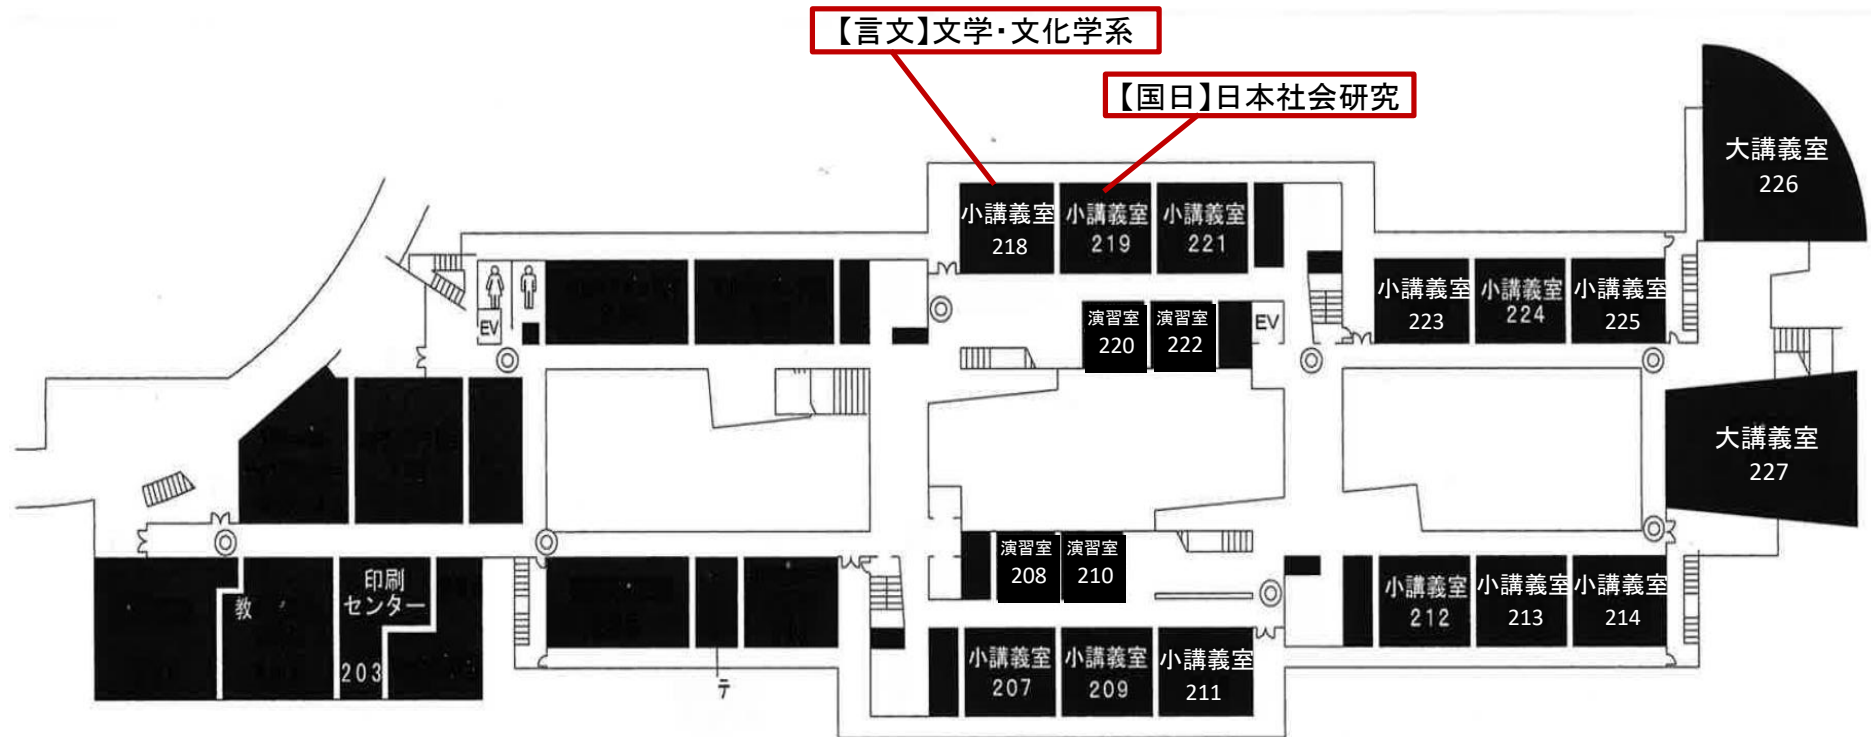 【言文】文学・文化学系
【国日】日本社会研究
大講義室
226
小講義室
218
小講義室
219
小講義室
221
小講義室
223
小講義室
224
小講義室
225
EV
演習室
220
演習室
222
EV
大講義室
227
演習室
208
演習室
210
印刷
センター
203
教
小講義室
212
小講義室
213
小講義室
214
小講義室
207
小講義室
209
小講義室
211
テ